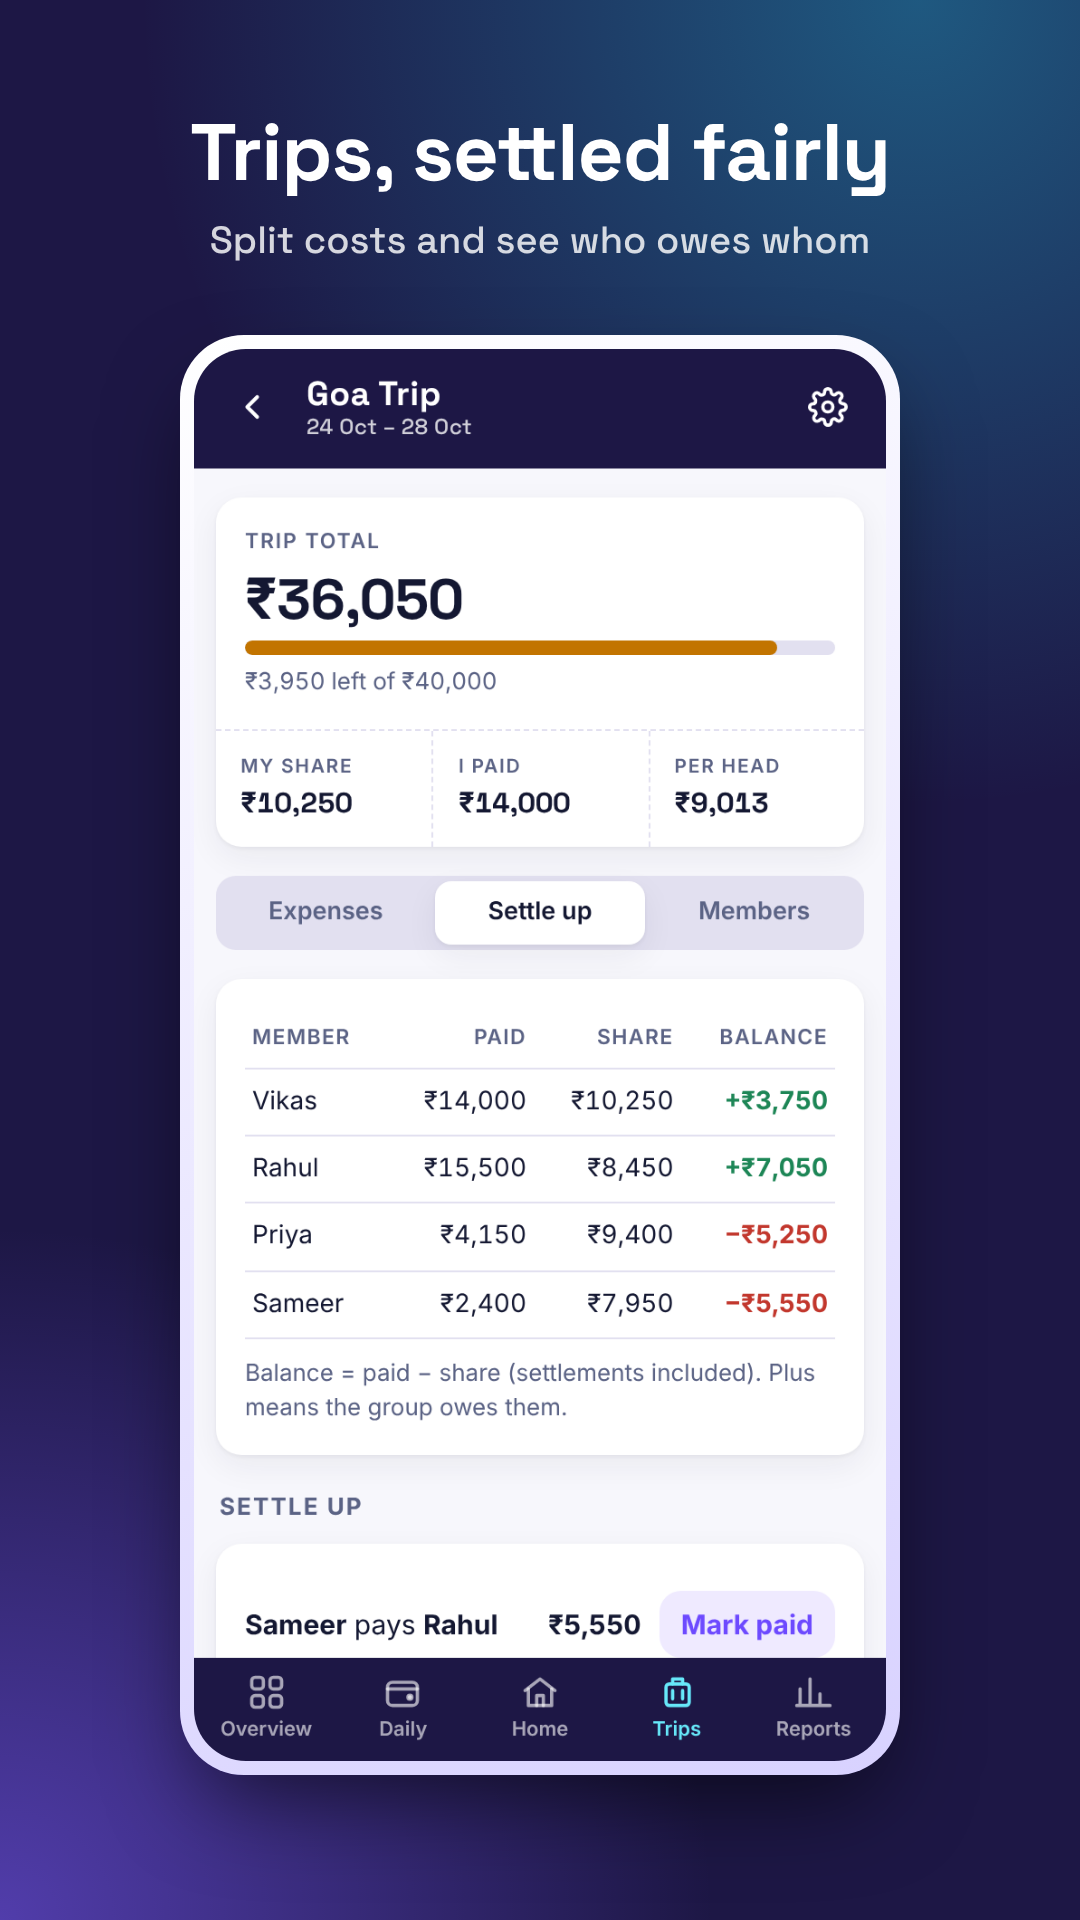 Trips, settled fairly
Split costs and see who owes whom
Goa Trip
24 Oct – 28 Oct
TRIP TOTAL
₹36,050
₹3,950 left of ₹40,000
MY SHARE I PAID PER HEAD
₹10,250 ₹14,000 ₹9,013
Expenses Settle up Members
MEMBER PAID SHARE BALANCE
Vikas ₹14,000 ₹10,250 +₹3,750
Rahul ₹15,500 ₹8,450 +₹7,050
Priya ₹4,150 ₹9,400 −₹5,250
Sameer ₹2,400 ₹7,950 −₹5,550
Balance = paid − share (settlements included). Plus
means the group owes them.
SETTLE UP
Sameer pays Rahul ₹5,550 Mark paid
Overview Daily Home Trips Reports